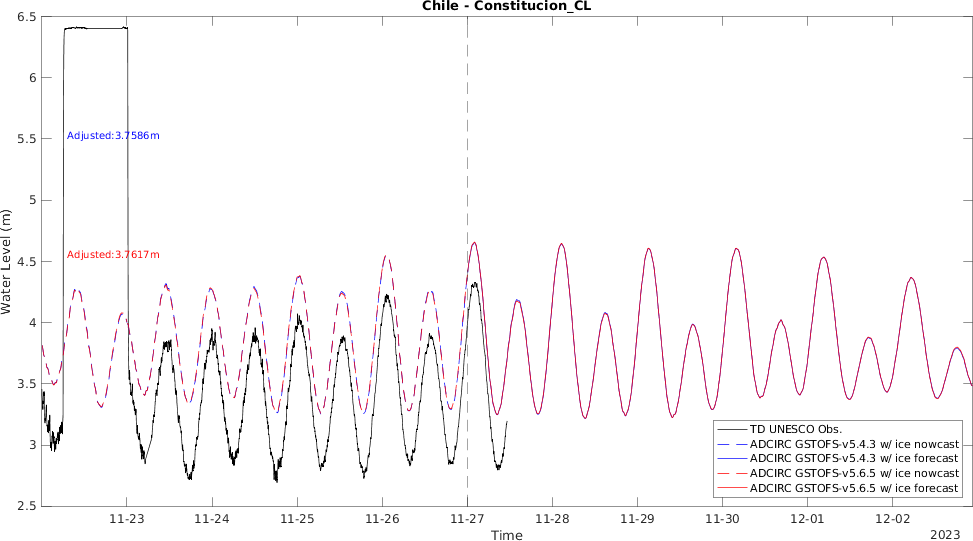 Chile - Constitucion_CL
6.5
6
5.5
5
4.5
4
3.5
3
2.5
Water Level (m)
Adjusted:3.7586m
Adjusted:3.7617m
TD UNESCO Obs.
ADCIRC GSTOFS-v5.4.3 w/ ice nowcast
ADCIRC GSTOFS-v5.4.3 w/ ice forecast
ADCIRC GSTOFS-v5.6.5 w/ ice nowcast
ADCIRC GSTOFS-v5.6.5 w/ ice forecast
11-23 11-24 11-25 11-26 11-27 11-28 11-29 11-30 12-01 12-02
Time
2023